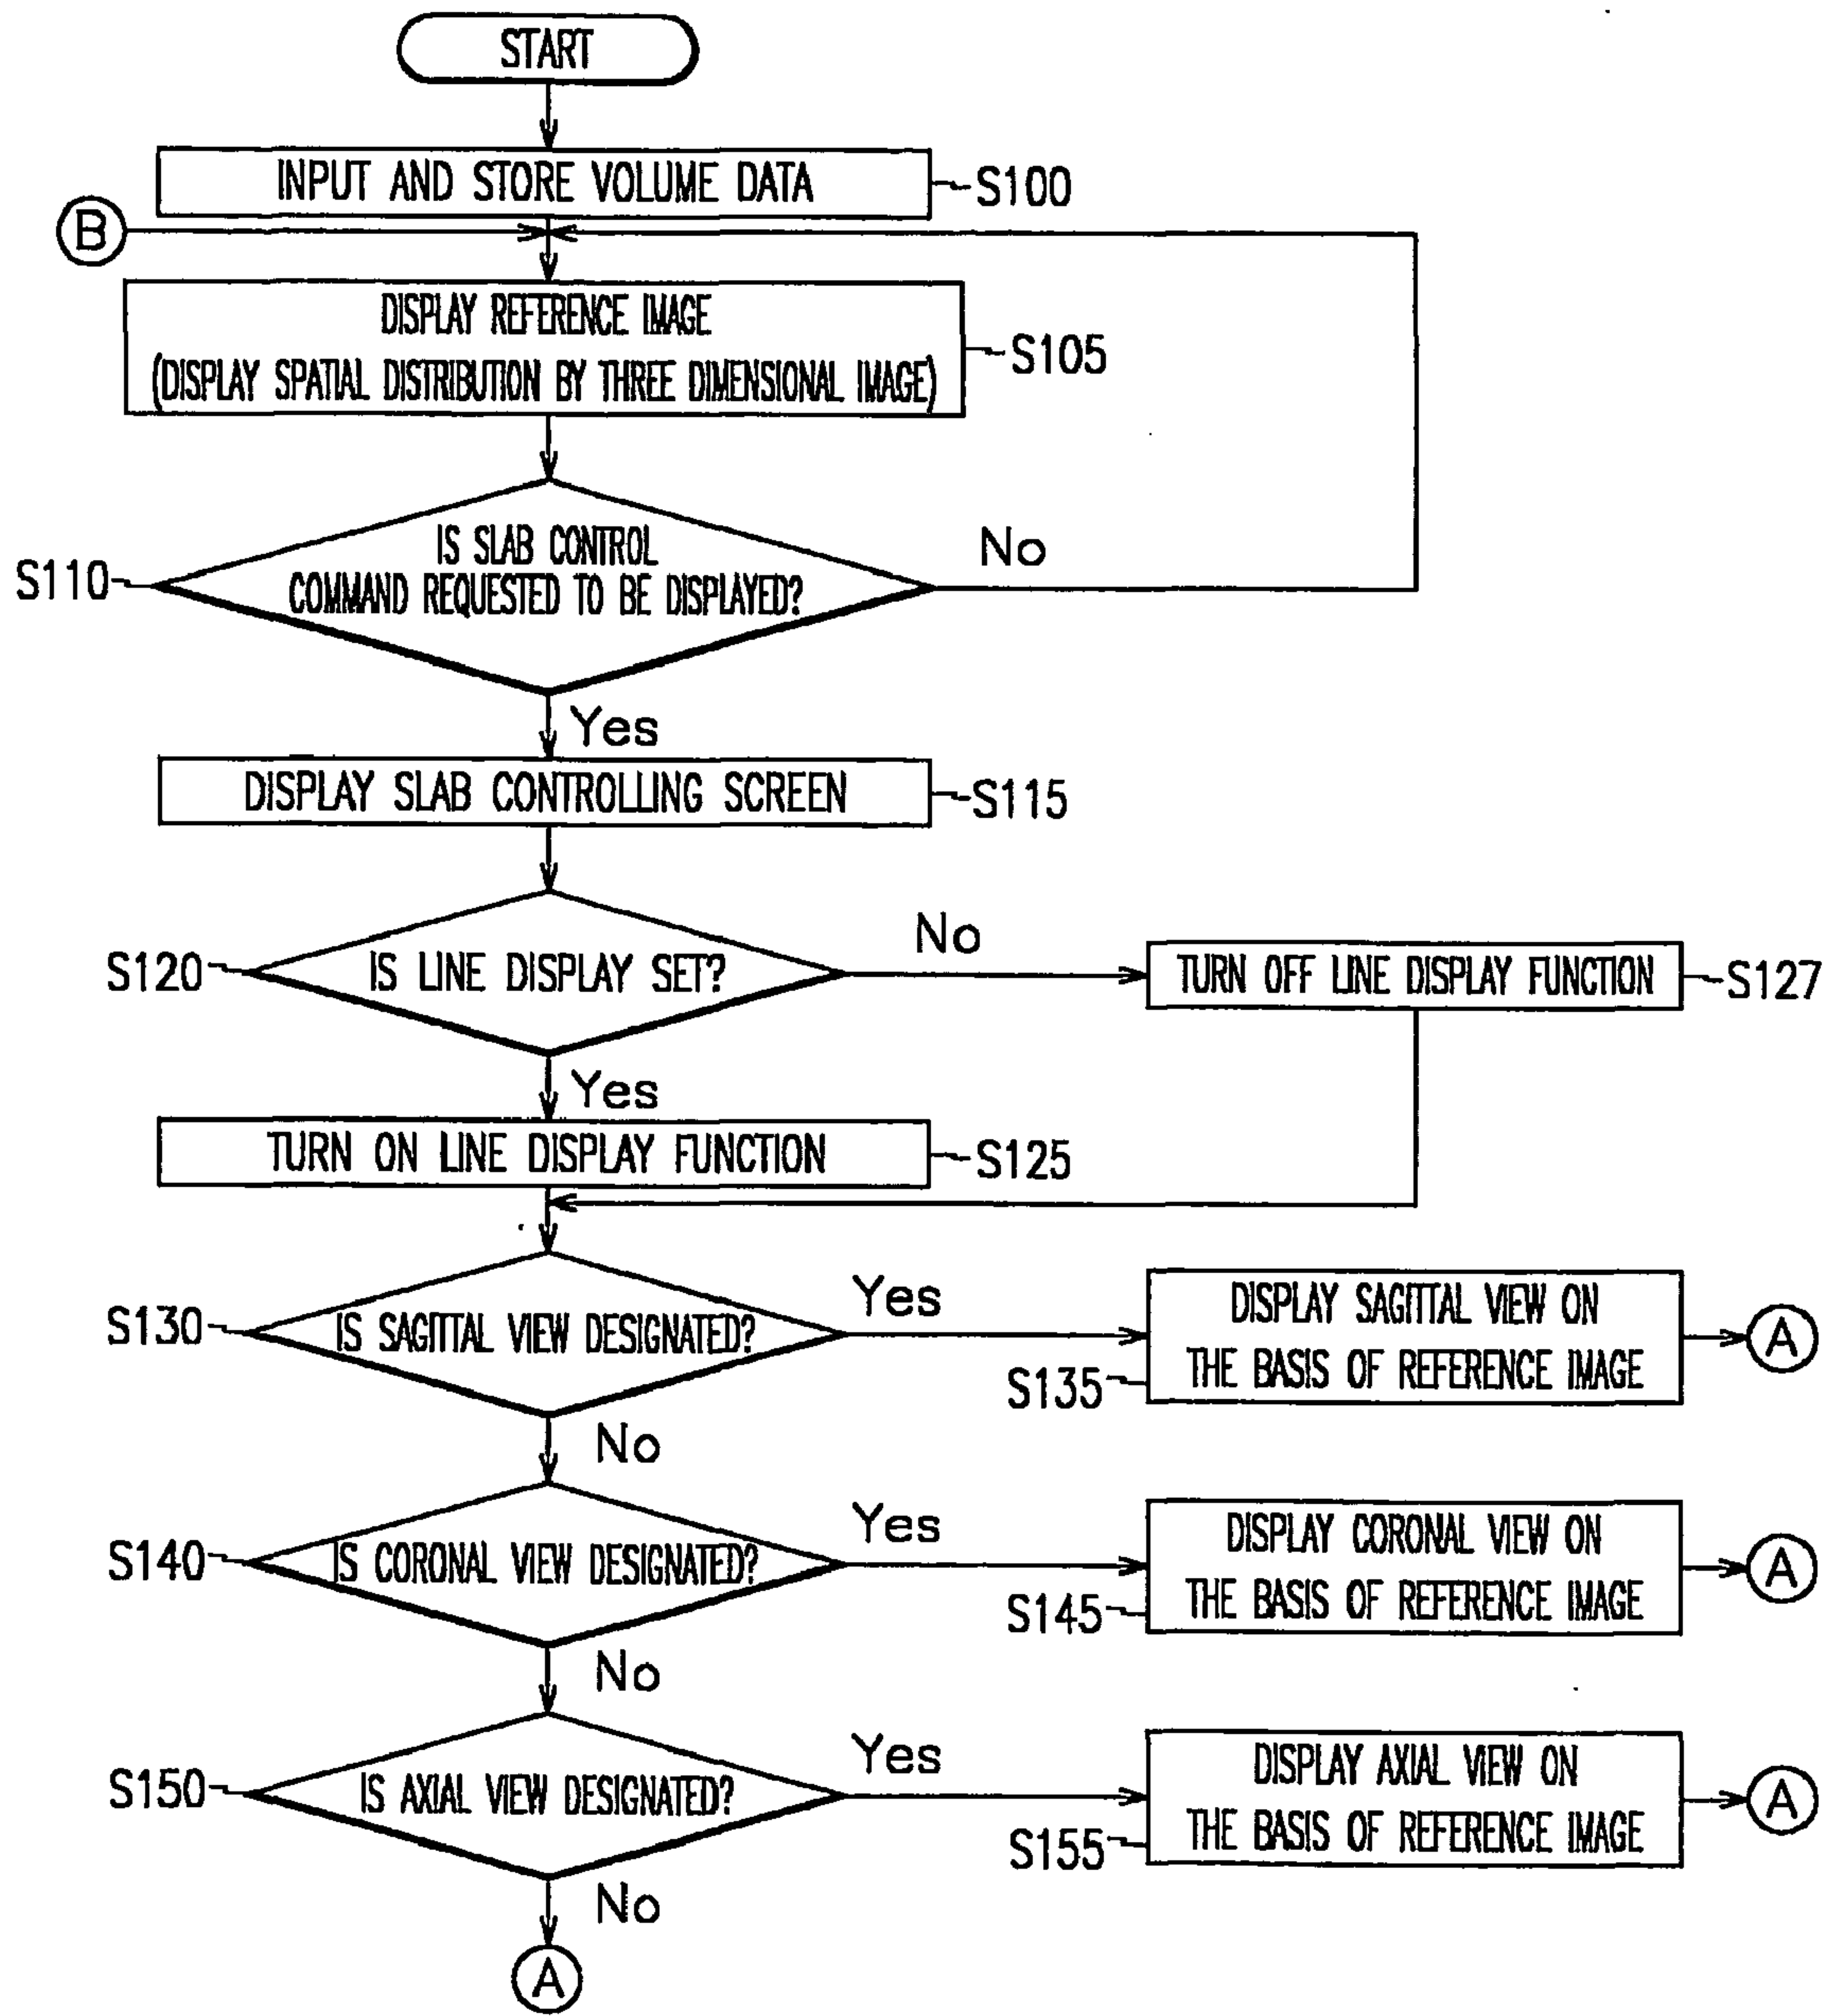 START
INPUT AND STORE VOLUME DATA
S100
B
DISPLAY REFERENCE IMAGE
(DISPLAY SPATIAL DISTRIBUTION BY THREE DIMENSIONAL IMAGE)
S105
S110
IS SLAB CONTROL
COMMAND REQUESTED TO BE DISPLAYED?
No
Yes
DISPLAY SLAB CONTROLLING SCREEN
S115
S120
IS LINE DISPLAY SET?
No
TURN OFF LINE DISPLAY FUNCTION
S127
Yes
TURN ON LINE DISPLAY FUNCTION
S125
S130
IS SAGITTAL VIEW DESIGNATED?
Yes
DISPLAY SAGITTAL VIEW ON
THE BASIS OF REFERENCE IMAGE
S135
A
No
S140
IS CORONAL VIEW DESIGNATED?
Yes
DISPLAY CORONAL VIEW ON
THE BASIS OF REFERENCE IMAGE
S145
A
No
S150
IS AXIAL VIEW DESIGNATED?
Yes
DISPLAY AXIAL VIEW ON
THE BASIS OF REFERENCE IMAGE
S155
A
No
A